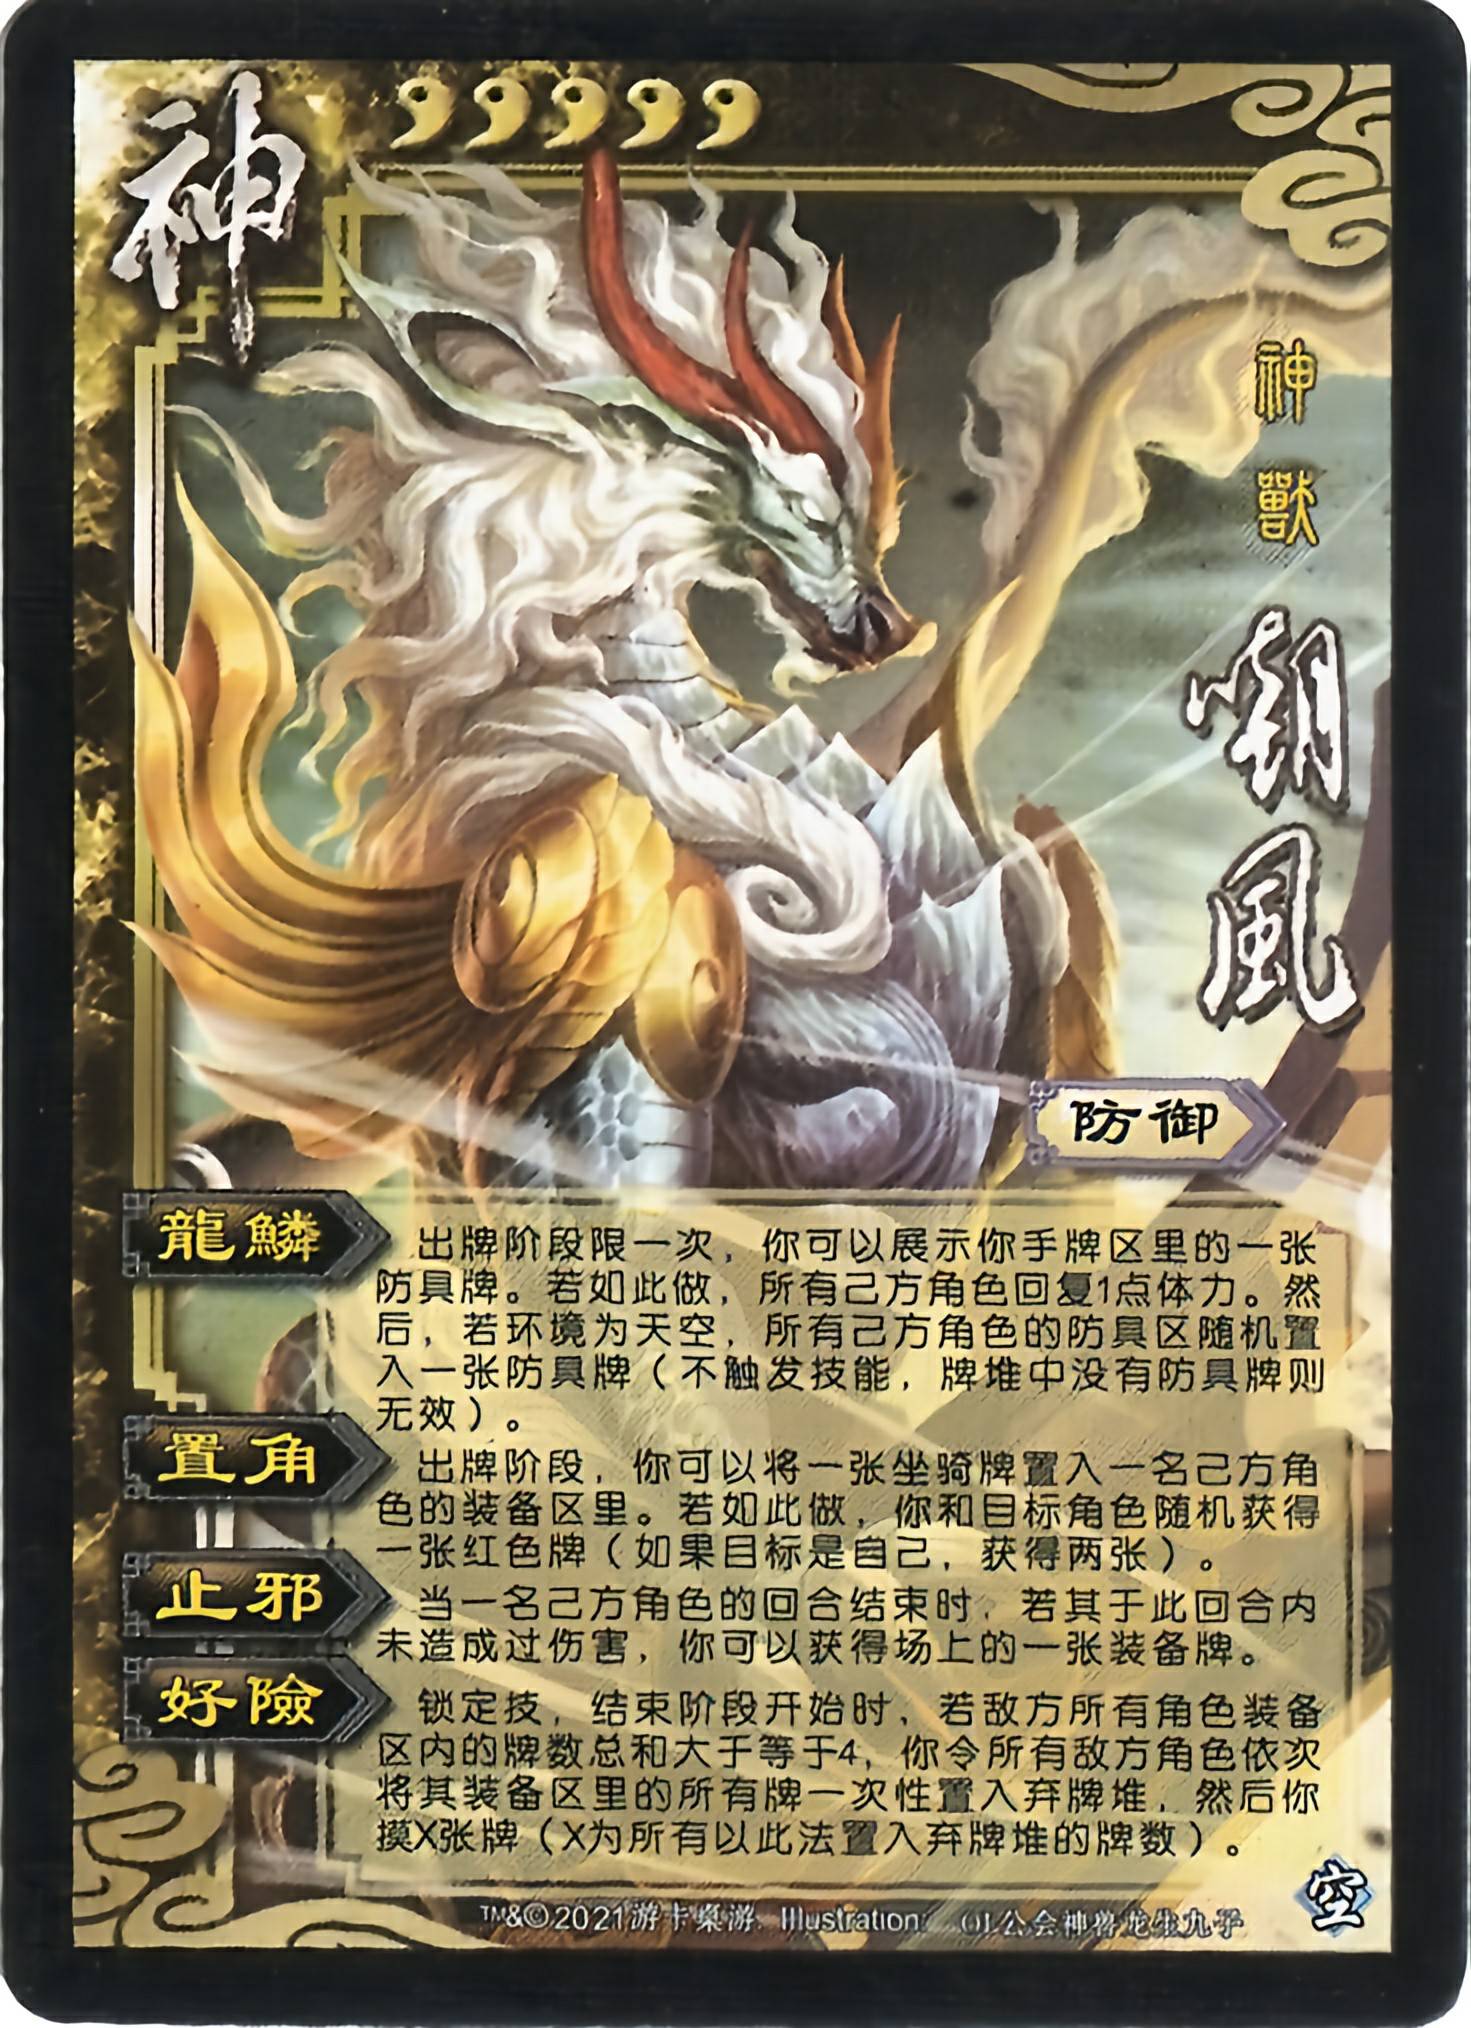 神
神獸
嘲風
防御
龍鱗
出牌阶段限一次，你可以展示你手牌区里的一张
防具牌。若如此做，所有己方角色回复1点体力。然
后，若环境为天空，所有己方角色的防具区随机置
入一张防具牌（不触发技能，牌堆中没有防具牌则
无效）。
置角
出牌阶段，你可以将一张坐骑牌置入一名己方角
色的装备区里。若如此做，你和目标角色随机获得
一张红色牌（如果目标是自己，获得两张）。
止邪
当一名己方角色的回合结束时，若其于此回合内
未造成过伤害，你可以获得场上的一张装备牌。
好險
锁定技，结束阶段开始时，若敌方所有角色装备
区内的牌数总和大于等于4，你令所有敌方角色依次
将其装备区里的所有牌一次性置入弃牌堆，然后你
摸X张牌（X为所有以此法置入弃牌堆的牌数）。
空
™&©2021游卡桌游. Illustration: OL公会神兽龙生九子